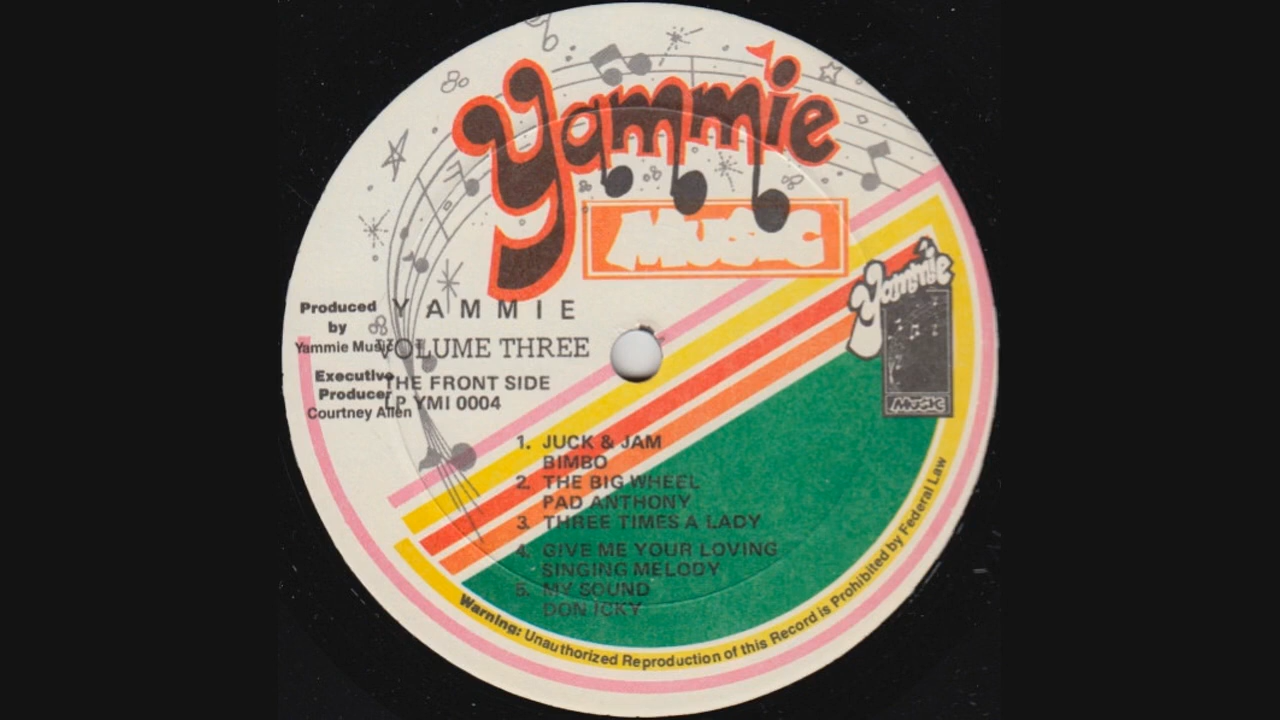 Yammie
MUSIC
Yammie
MUSIC
Produced
by
Yammie Music
Executive
Producer
Courtney Allen
YAMMIE
VOLUME THREE
THE FRONT SIDE
LP YMI 0004
1. JUCK & JAM
BIMBO
2. THE BIG WHEEL
PAD ANTHONY
3. THREE TIMES A LADY
4. GIVE ME YOUR LOVING
SINGING MELODY
5. MY SOUND
DON ICKY
Warning: Unauthorized Reproduction of this Record is Prohibited by Federal Law